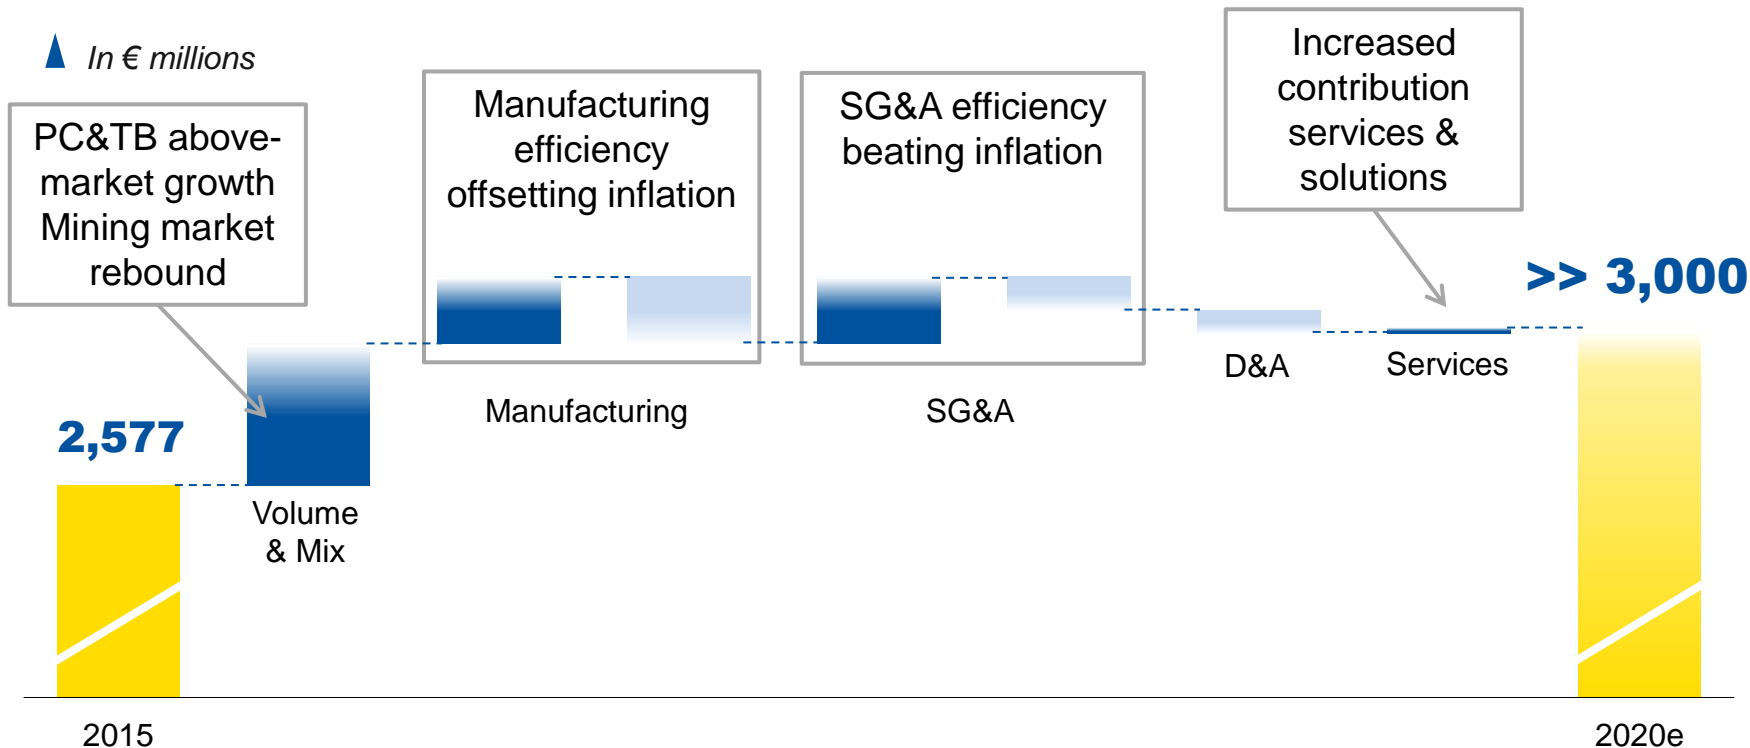 In € millions
PC&TB above-
market growth
Mining market
rebound
Manufacturing
efficiency
offsetting inflation
SG&A efficiency
beating inflation
Increased
contribution
services &
solutions
2,577
>> 3,000
Volume
& Mix
Manufacturing
SG&A
D&A
Services
2015
2020e